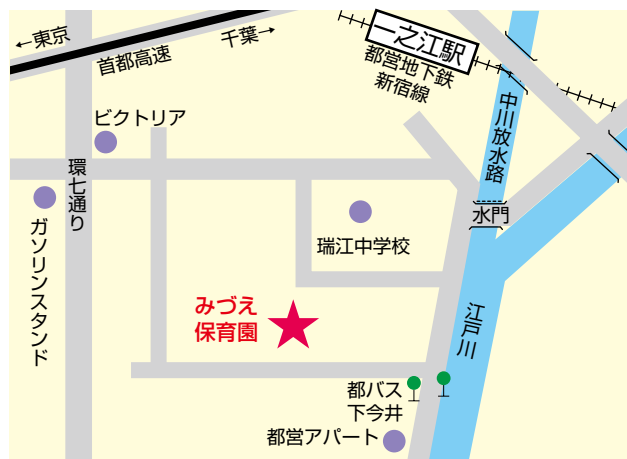 ←東京
首都高速
千葉→
一之江駅
都営地下鉄
新宿線
中川放水路
ビクトリア
環七通り
ガソリンスタンド
瑞江中学校
水門
みづえ
保育園
江戸川
都バス
下今井
都営アパート